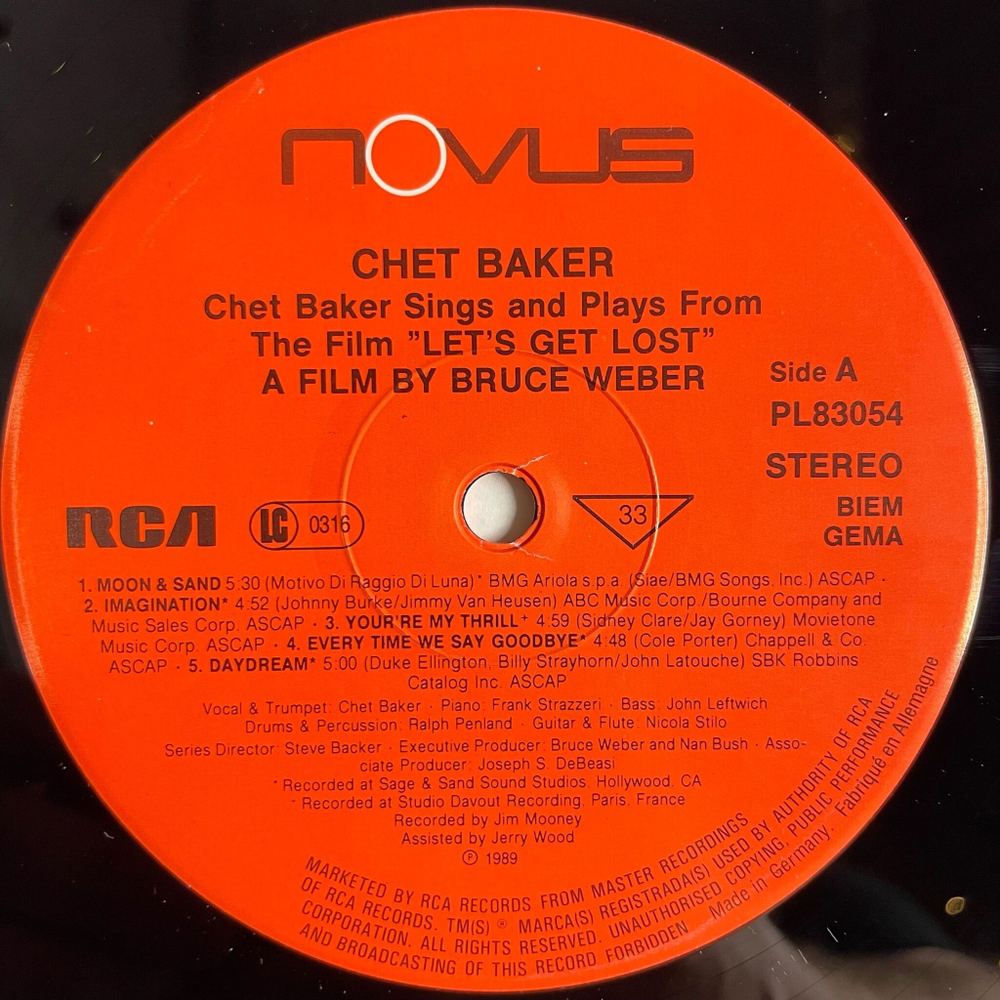 NOVUS
CHET BAKER
Chet Baker Sings and Plays From
The Film "LET'S GET LOST"
A FILM BY BRUCE WEBER
Side A
PL83054
STEREO
BIEM
GEMA
RCA
LC 0316
33
1. MOON & SAND 5:30 (Motivo Di Raggio Di Luna)* BMG Ariola s.p.a. (Siae/BMG Songs, Inc.) ASCAP ·
2. IMAGINATION* 4:52 (Johnny Burke/Jimmy Van Heusen) ABC Music Corp./Bourne Company and
Music Sales Corp. ASCAP · 3. YOUR'RE MY THRILL+ 4:59 (Sidney Clare/Jay Gorney) Movietone
Music Corp. ASCAP · 4. EVERY TIME WE SAY GOODBYE* 4:48 (Cole Porter) Chappell & Co.
ASCAP · 5. DAYDREAM* 5:00 (Duke Ellington, Billy Strayhorn/John Latouche) SBK Robbins
Catalog Inc. ASCAP
Vocal & Trumpet: Chet Baker · Piano: Frank Strazzeri · Bass: John Leftwich
Drums & Percussion: Ralph Penland · Guitar & Flute: Nicola Stilo
Series Director: Steve Backer · Executive Producer: Bruce Weber and Nan Bush · Asso-
ciate Producer: Joseph S. DeBeasi
* Recorded at Sage & Sand Sound Studios, Hollywood, CA
- Recorded at Studio Davout Recording, Paris, France
Recorded by Jim Mooney
Assisted by Jerry Wood
℗ 1989
MARKETED BY RCA RECORDS FROM MASTER RECORDINGS
OF RCA RECORDS. TM(S) ® MARCA(S) REGISTRADA(S) USED BY AUTHORITY OF RCA
CORPORATION. ALL RIGHTS RESERVED. UNAUTHORISED COPYING, PUBLIC PERFORMANCE
AND BROADCASTING OF THIS RECORD FORBIDDEN Made in Germany. Fabriqué en Allemagne